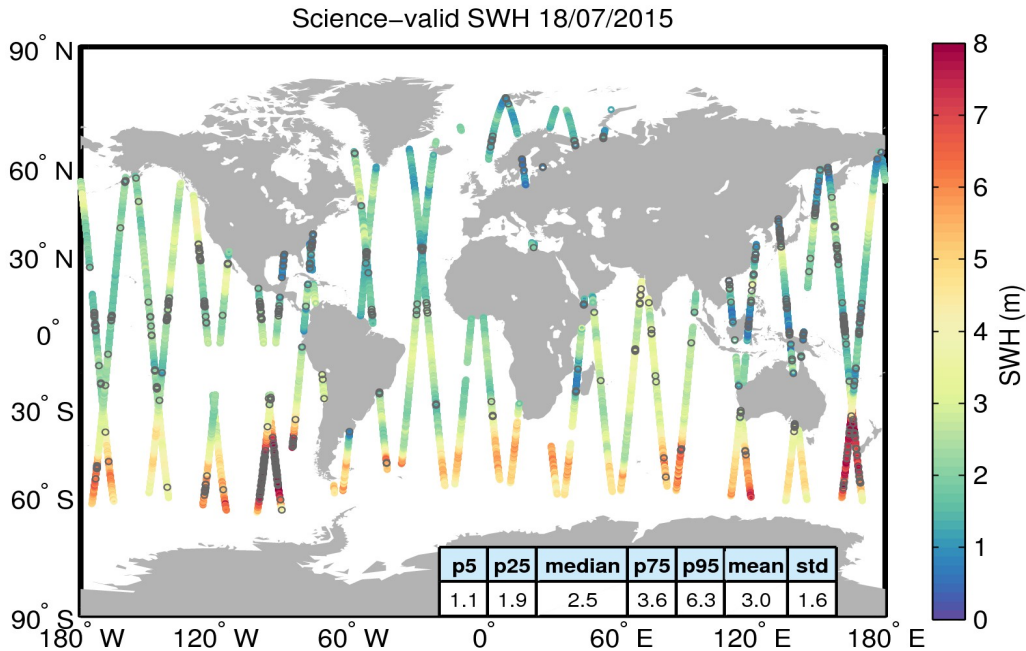 Science−valid SWH 18/07/2015
90° N
60° N
30° N
0°
30° S
60° S
90° S
180° W
120° W
60° W
0°
60° E
120° E
180° E
p5 p25 median p75 p95 mean std
1.1 1.9 2.5 3.6 6.3 3.0 1.6
8
7
6
5
4
3
2
1
0
SWH (m)